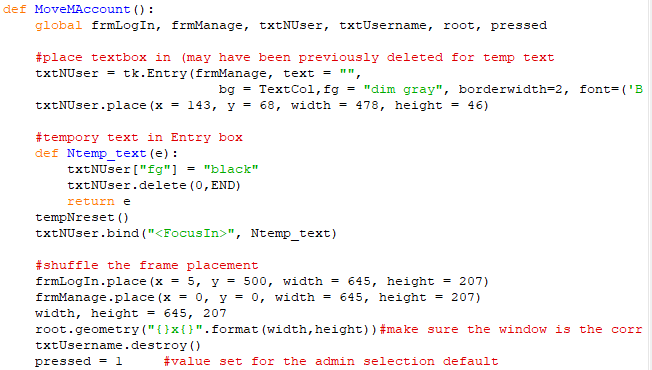 def MoveMAccount():
    global frmLogIn, frmManage, txtNUser, txtUsername, root, pressed

    #place textbox in (may have been previously deleted for temp text
    txtNUser = tk.Entry(frmManage, text = "",
                        bg = TextCol,fg = "dim gray", borderwidth=2, font=('B
    txtNUser.place(x = 143, y = 68, width = 478, height = 46)

    #tempory text in Entry box
    def Ntemp_text(e):
        txtNUser["fg"] = "black"
        txtNUser.delete(0,END)
        return e
    tempNreset()
    txtNUser.bind("<FocusIn>", Ntemp_text)

    #shuffle the frame placement
    frmLogIn.place(x = 5, y = 500, width = 645, height = 207)
    frmManage.place(x = 0, y = 0, width = 645, height = 207)
    width, height = 645, 207
    root.geometry("{}x{}".format(width,height))#make sure the window is the corr
    txtUsername.destroy()
    pressed = 1     #value set for the admin selection default